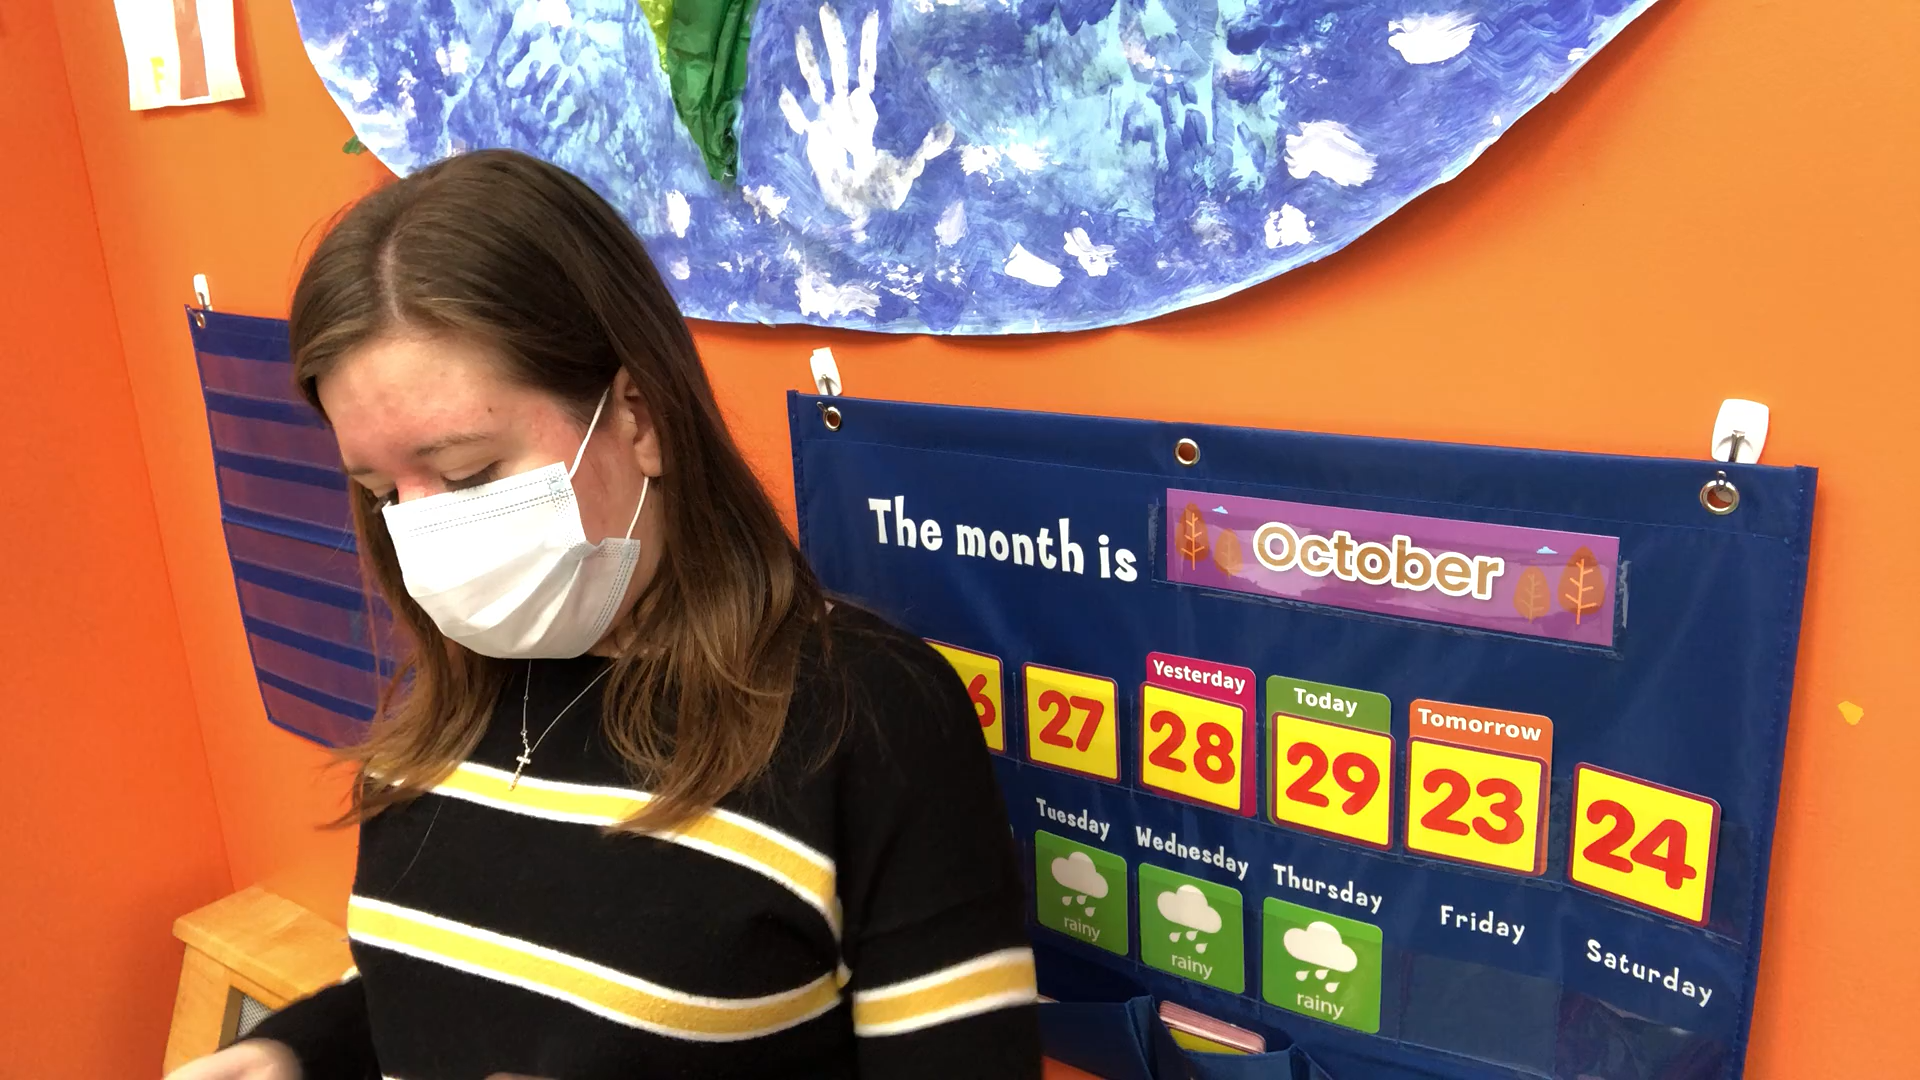 F
The month is October
Yesterday Today Tomorrow
6 27 28 29 23 24
Tuesday Wednesday Thursday Friday Saturday
rainy rainy rainy